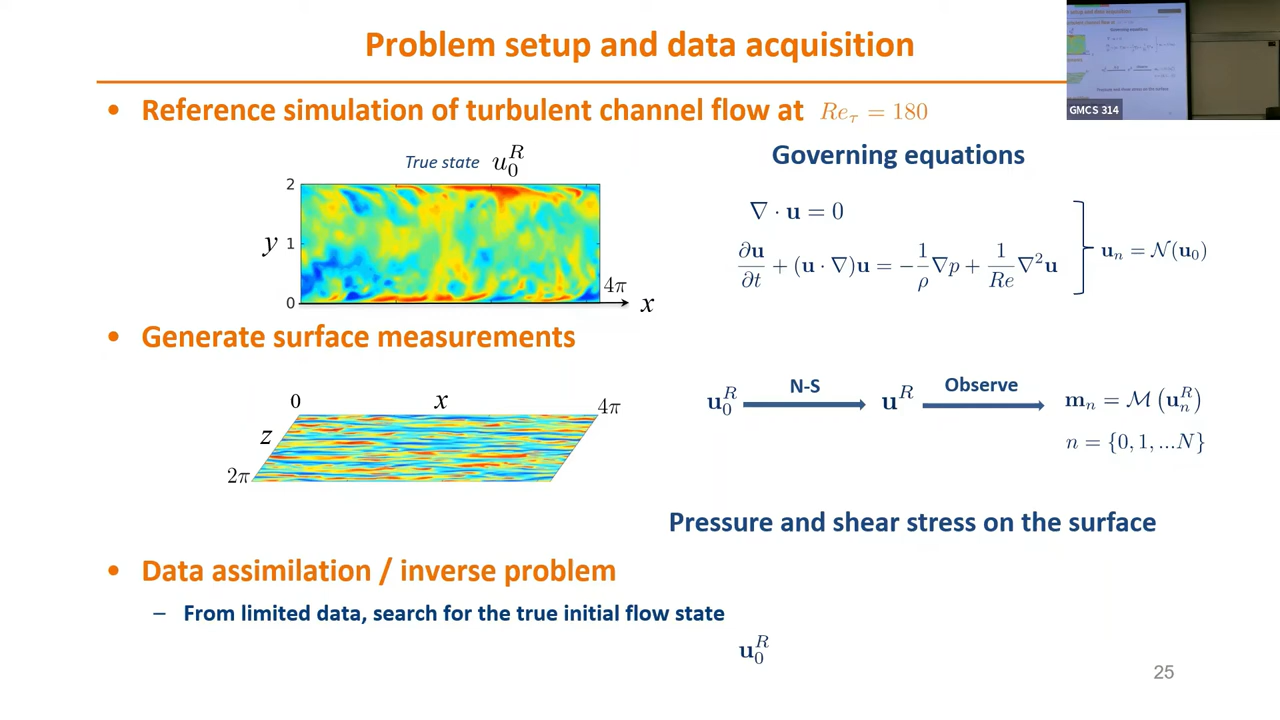 Problem setup and data acquisition
• Reference simulation of turbulent channel flow at Re_τ = 180
GMCS 314
True state u_0^R
2
y 1
0
4π
x
Governing equations
∇ · u = 0
∂u/∂t + (u · ∇)u = −1/ρ ∇p + 1/Re ∇²u
u_n = N(u_0)
• Generate surface measurements
0 x 4π
z
2π
u_0^R N-S u^R Observe m_n = M(u_n^R)
n = {0, 1, ...N}
Pressure and shear stress on the surface
• Data assimilation / inverse problem
– From limited data, search for the true initial flow state
u_0^R
25